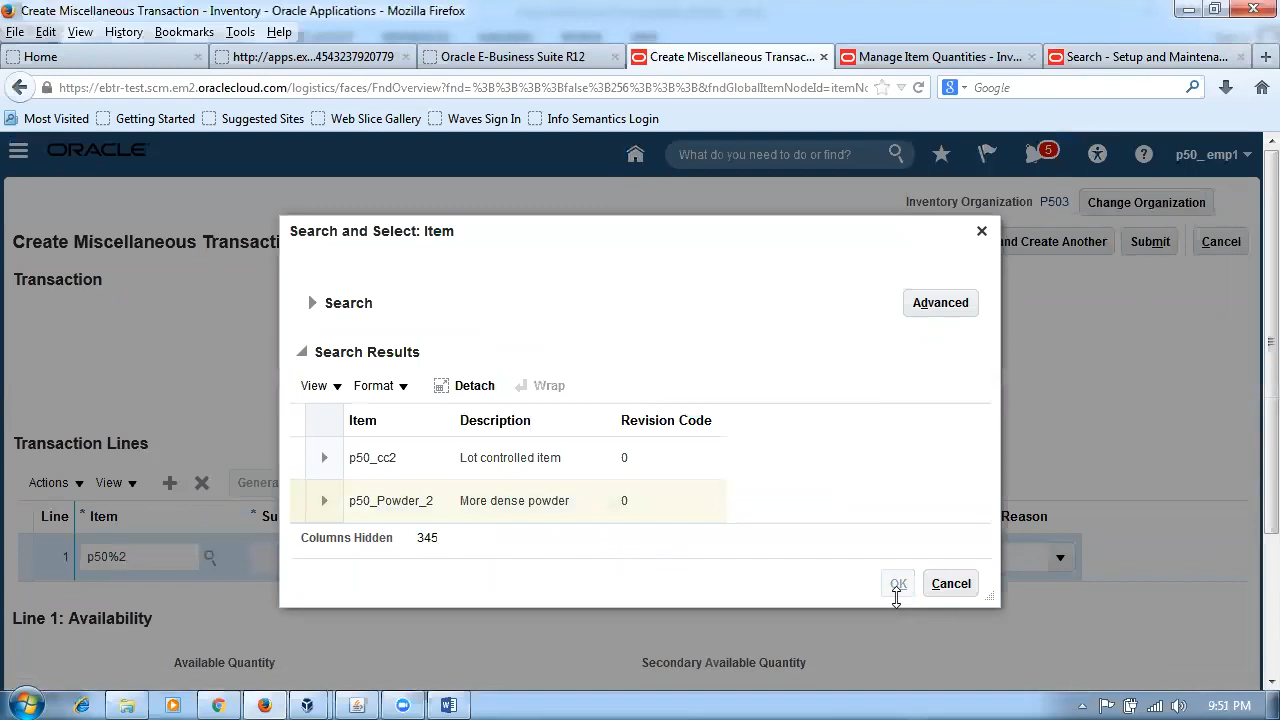 Create Miscellaneous Transaction - Inventory - Oracle Applications - Mozilla Firefox
File Edit View History Bookmarks Tools Help
Home
http://apps.ex...4543237920779
Oracle E-Business Suite R12
Create Miscellaneous Transac...
Manage Item Quantities - Inv...
Search - Setup and Maintena...
https://ebtr-test.scm.em2.oraclecloud.com/logistics/faces/FndOverview?fnd=%3B%3B%3B%3Bfalse%3B256%3B%3B%3B&fndGlobalItemNodeId=itemNo
Google
Most Visited Getting Started Suggested Sites Web Slice Gallery Waves Sign In Info Semantics Location
ORACLE
What do you need to do or find?
5
p50_emp1
Inventory Organization P503 Change Organization
Create Miscellaneous Transacti
and Create Another Submit Cancel
Transaction
Search and Select: Item
Search
Advanced
Search Results
View Format Detach Wrap
Item Description Revision Code
p50_cc2 Lot controlled item 0
p50_Powder_2 More dense powder 0
Columns Hidden 345
OK Cancel
Transaction Lines
Actions View Genera
Line * Item * Su Reason
1 p50%2
Line 1: Availability
Available Quantity Secondary Available Quantity
9:51 PM